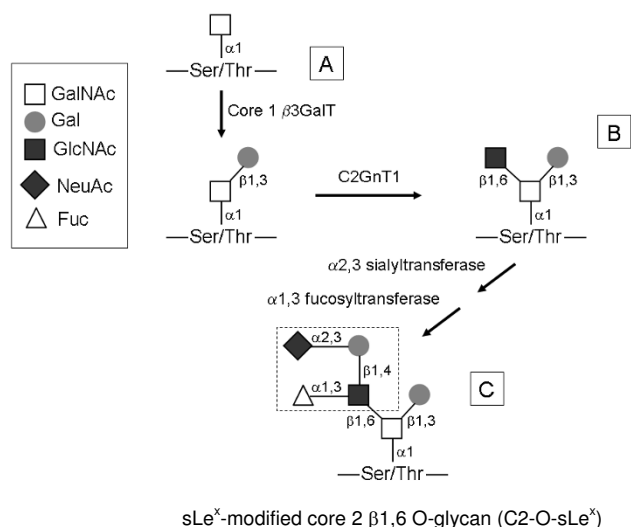 α1
—Ser/Thr—
A
Core 1 β3GalT
GalNAc
Gal
GlcNAc
NeuAc
Fuc
β1,3
α1
—Ser/Thr—
C2GnT1
B
β1,6
β1,3
α1
—Ser/Thr—
α2,3 sialyltransferase
α1,3 fucosyltransferase
α2,3
β1,4
α1,3
β1,6
β1,3
C
α1
—Ser/Thr—
sLeˣ-modified core 2 β1,6 O-glycan (C2-O-sLeˣ)